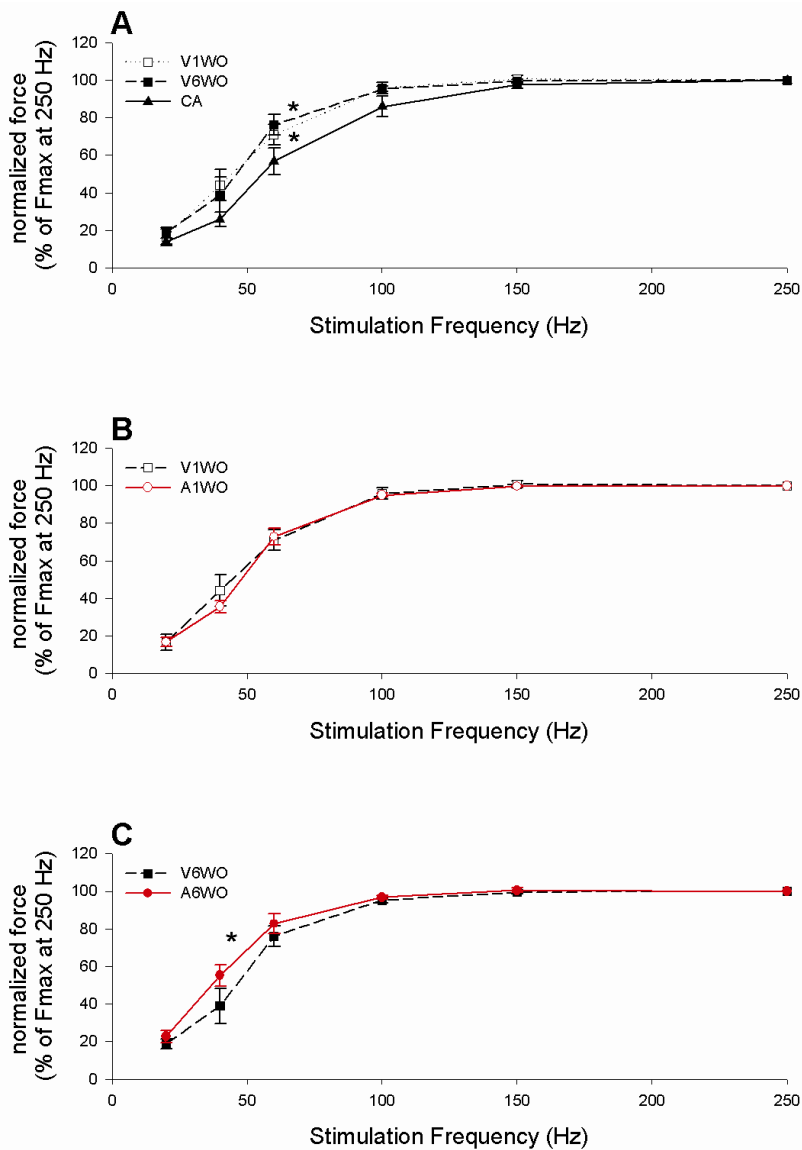 A
V1WO
V6WO
CA
120
100
80
60
40
20
0
normalized force
(% of Fmax at 250 Hz)
*
*
0 50 100 150 200 250
Stimulation Frequency (Hz)
B
V1WO
A1WO
120
100
80
60
40
20
0
normalized force
(% of Fmax at 250 Hz)
0 50 100 150 200 250
Stimulation Frequency (Hz)
C
V6WO
A6WO
120
100
80
60
40
20
0
normalized force
(% of Fmax at 250 Hz)
*
0 50 100 150 200 250
Stimulation Frequency (Hz)